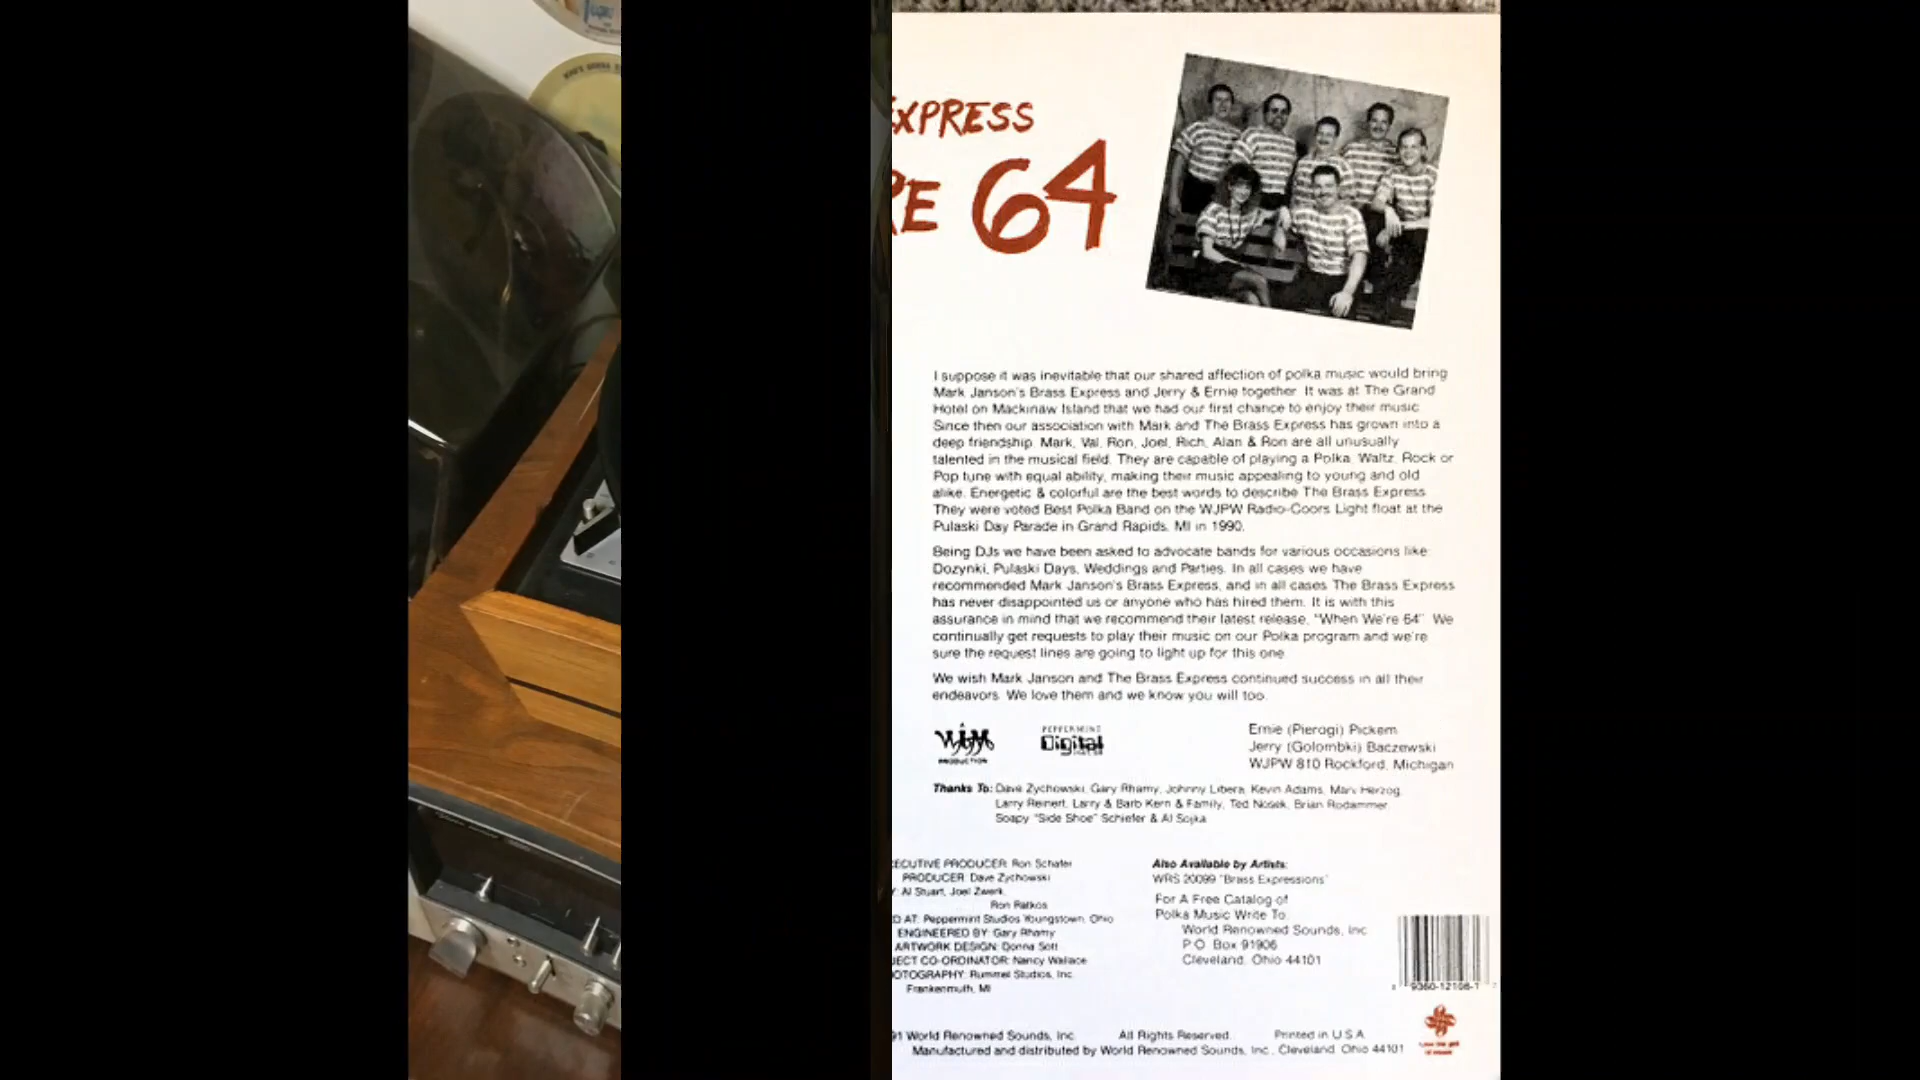 EXPRESS
RE 64
I suppose it was inevitable that our shared affection of polka music would bring
Mark Janson's Brass Express and Jerry & Ernie together. It was at The Grand
Hotel on Mackinaw Island that we had our first chance to enjoy their music.
Since then our association with Mark and The Brass Express has grown into a
deep friendship. Mark, Val, Ron, Joel, Rich, Alan & Ron are all unusually
talented in the musical field. They are capable of playing a Polka, Waltz, Rock or
Pop tune with equal ability, making their music appealing to young and old
alike. Energetic & colorful are the best words to describe The Brass Express.
They were voted Best Polka Band on the WJPW Radio-Coors Light float at the
Pulaski Day Parade in Grand Rapids, MI in 1990.
Being DJs we have been asked to advocate bands for various occasions like:
Dozynki, Pulaski Days, Weddings and Parties. In all cases we have
recommended Mark Janson's Brass Express, and in all cases The Brass Express
has never disappointed us or anyone who has hired them. It is with this
assurance in mind that we recommend their latest release, "When We're 64". We
continually get requests to play their music on our Polka program and we're
sure the request lines are going to light up for this one.
We wish Mark Janson and The Brass Express continued success in all their
endeavors. We love them and we know you will too.
Ernie (Pierogi) Pickem
Jerry (Golombki) Baczewski
WJPW 810 Rockford, Michigan
WJM PRODUCTION
PEPPERMINT Digital
Thanks To: Dave Zychowski, Gary Rhamy, Johnny Libera, Kevin Adams, Marv Herzog,
Larry Reinert, Larry & Barb Kern & Family, Ted Nosek, Brian Rodammer,
Soapy "Side Shoe" Schiefer & Al Sojka
ECUTIVE PRODUCER: Ron Schafer
PRODUCER: Dave Zychowski
Y: Al Stuart, Joel Zwerk,
Ron Ratkos
D AT: Peppermint Studios Youngstown, Ohio
ENGINEERED BY: Gary Rhamy
ARTWORK DESIGN: Donna Sott
JECT CO-ORDINATOR: Nancy Wallace
OTOGRAPHY: Rummel Studios, Inc.
Frankenmuth, MI
Also Available by Artists:
WRS 20099 "Brass Expressions"
For A Free Catalog of
Polka Music Write To:
World Renowned Sounds, Inc
P.O. Box 91906
Cleveland, Ohio 44101
9360-12106-1
91 World Renowned Sounds, Inc. All Rights Reserved. Printed in U.S.A.
Manufactured and distributed by World Renowned Sounds, Inc., Cleveland, Ohio 44101